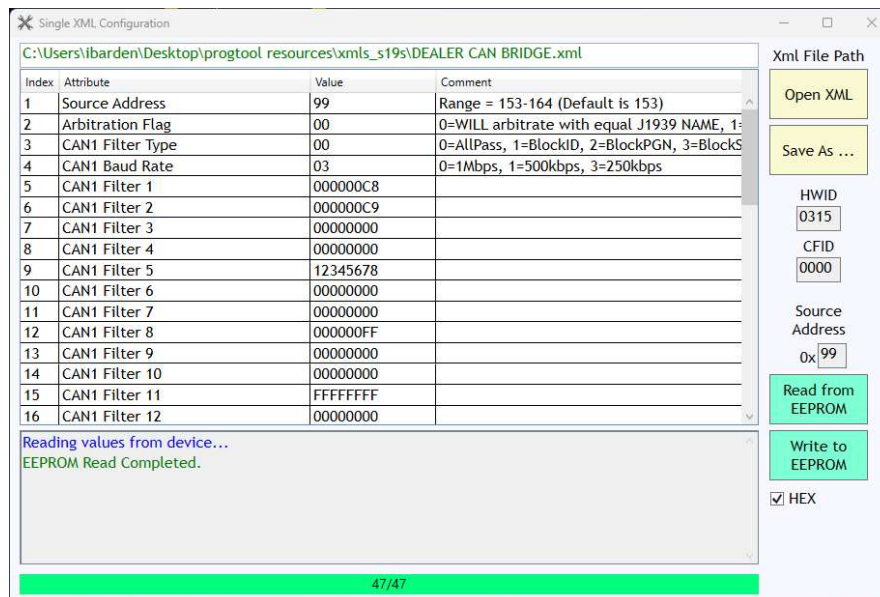 Single XML Configuration
C:\Users\ibarden\Desktop\progtool resources\xmls_s19s\DEALER CAN BRIDGE.xml
Xml File Path
Index Attribute Value Comment
1 Source Address 99 Range = 153-164 (Default is 153)
2 Arbitration Flag 00 0=WILL arbitrate with equal J1939 NAME, 1=
3 CAN1 Filter Type 00 0=AllPass, 1=BlockID, 2=BlockPGN, 3=BlockS
4 CAN1 Baud Rate 03 0=1Mbps, 1=500kbps, 3=250kbps
5 CAN1 Filter 1 000000C8
6 CAN1 Filter 2 000000C9
7 CAN1 Filter 3 00000000
8 CAN1 Filter 4 00000000
9 CAN1 Filter 5 12345678
10 CAN1 Filter 6 00000000
11 CAN1 Filter 7 00000000
12 CAN1 Filter 8 000000FF
13 CAN1 Filter 9 00000000
14 CAN1 Filter 10 00000000
15 CAN1 Filter 11 FFFFFFFF
16 CAN1 Filter 12 00000000
Open XML
Save As ...
HWID
0315
CFID
0000
Source
Address
0x 99
Read from
EEPROM
Write to
EEPROM
HEX
Reading values from device...
EEPROM Read Completed.
47/47